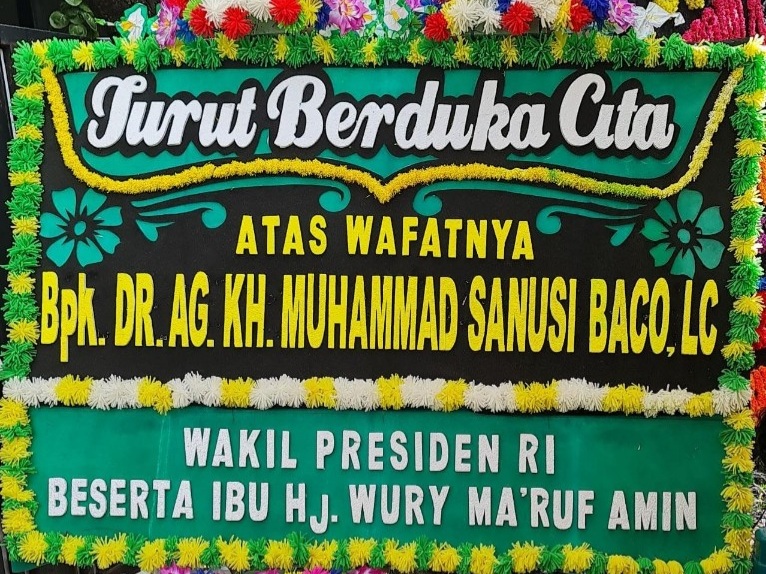 Turut Berduka Cita
ATAS WAFATNYA
Bpk. DR. AG. KH. MUHAMMAD SANUSI BACO, LC
WAKIL PRESIDEN RI
BESERTA IBU Hj. WURY MA'RUF AMIN